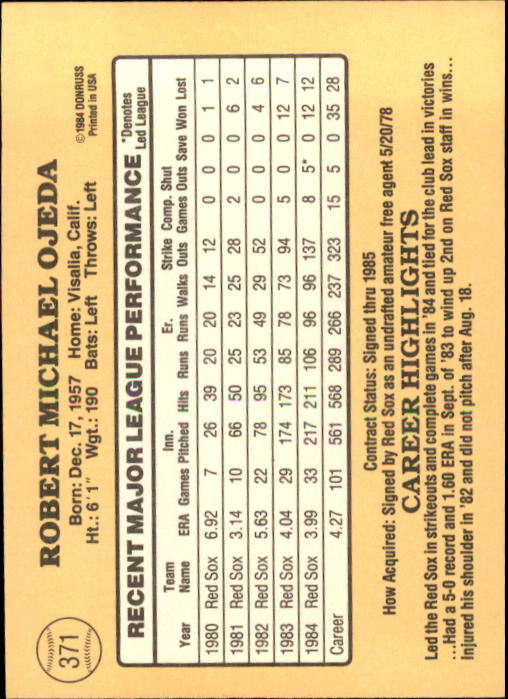 371
ROBERT MICHAEL OJEDA
Born: Dec. 17, 1957 Home: Visalia, Calif.
Ht.: 6'1" Wgt.: 190 Bats: Left Throws: Left
©1984 DONRUSS
Printed in USA
RECENT MAJOR LEAGUE PERFORMANCE *Denotes Led League
Year Team Name ERA Games Inn. Pitched Hits Runs Er. Runs Walks Strike Outs Comp. Games Shut Outs Save Won Lost
1980 Red Sox 6.92 7 26 39 20 20 14 12 0 0 0 1 1
1981 Red Sox 3.14 10 66 50 25 23 25 28 2 0 0 6 2
1982 Red Sox 5.63 22 78 95 53 49 29 52 0 0 0 4 6
1983 Red Sox 4.04 29 174 173 85 78 73 94 5 0 0 12 7
1984 Red Sox 3.99 33 217 211 106 96 96 137 8 5* 0 12 12
Career 4.27 101 561 568 289 266 237 323 15 5 0 35 28
Contract Status: Signed thru 1985
How Acquired: Signed by Red Sox as an undrafted amateur free agent 5/20/78
CAREER HIGHLIGHTS
Led the Red Sox in strikeouts and complete games in '84 and tied for the club lead in victories
...Had a 5-0 record and 1.60 ERA in Sept. of '83 to wind up 2nd on Red Sox staff in wins...
Injured his shoulder in '82 and did not pitch after Aug. 18.